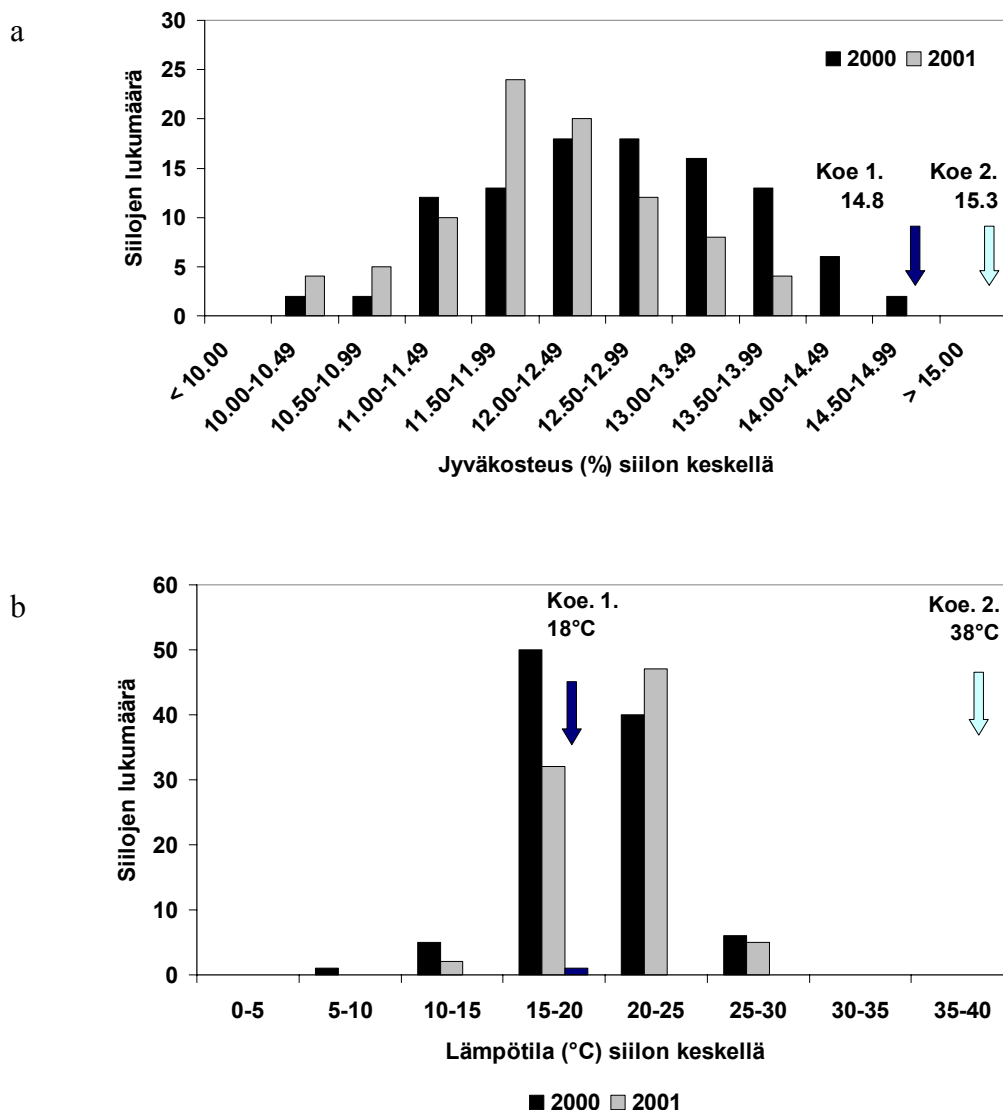 a
30
25
20
15
10
5
0
Siilojen lukumäärä
2000 2001
Koe 1.
14.8
Koe 2.
15.3
< 10.00
10.00-10.49
10.50-10.99
11.00-11.49
11.50-11.99
12.00-12.49
12.50-12.99
13.00-13.49
13.50-13.99
14.00-14.49
14.50-14.99
> 15.00
Jyväkosteus (%) siilon keskellä
b
60
50
40
30
20
10
0
Siilojen lukumäärä
Koe. 1.
18°C
Koe. 2.
38°C
0-5 5-10 10-15 15-20 20-25 25-30 30-35 35-40
Lämpötila (°C) siilon keskellä
2000 2001